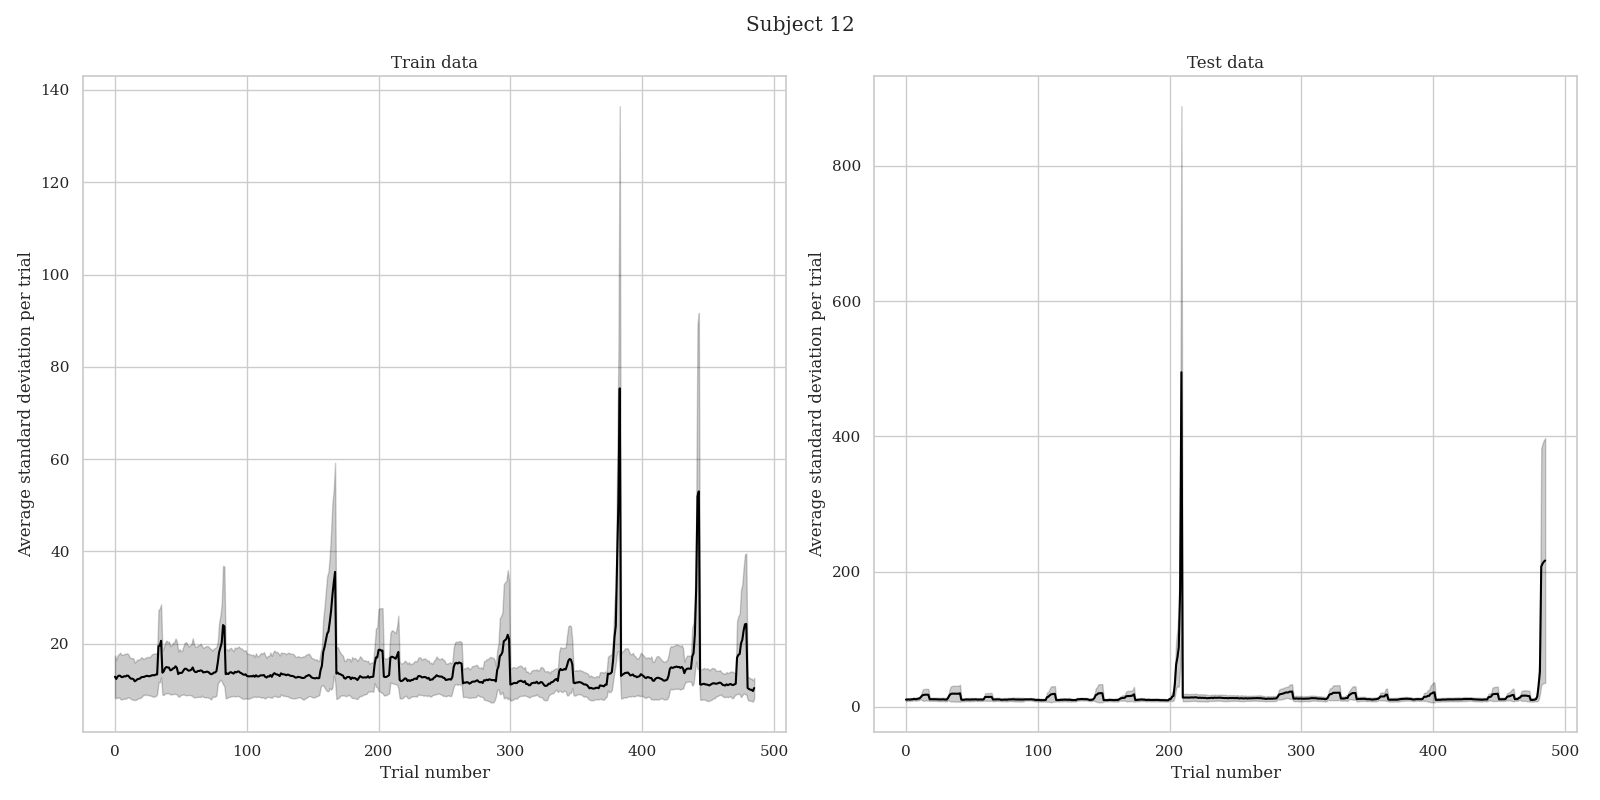 Subject 12
Train data
Average standard deviation per trial
140
120
100
80
60
40
20
0 100 200 300 400 500
Trial number
Test data
Average standard deviation per trial
800
600
400
200
0
0 100 200 300 400 500
Trial number